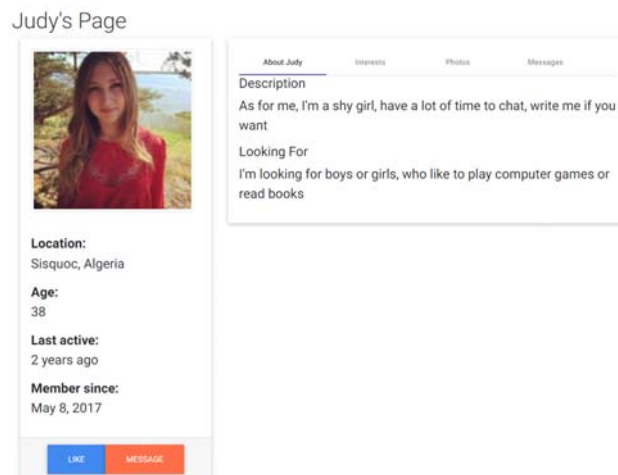 Judy's Page
About Judy Interests Photos Messages
Description
As for me, I'm a shy girl, have a lot of time to chat, write me if you
want
Looking For
I'm looking for boys or girls, who like to play computer games or
read books
Location:
Sisquoc, Algeria
Age:
38
Last active:
2 years ago
Member since:
May 8, 2017
LIKE MESSAGE